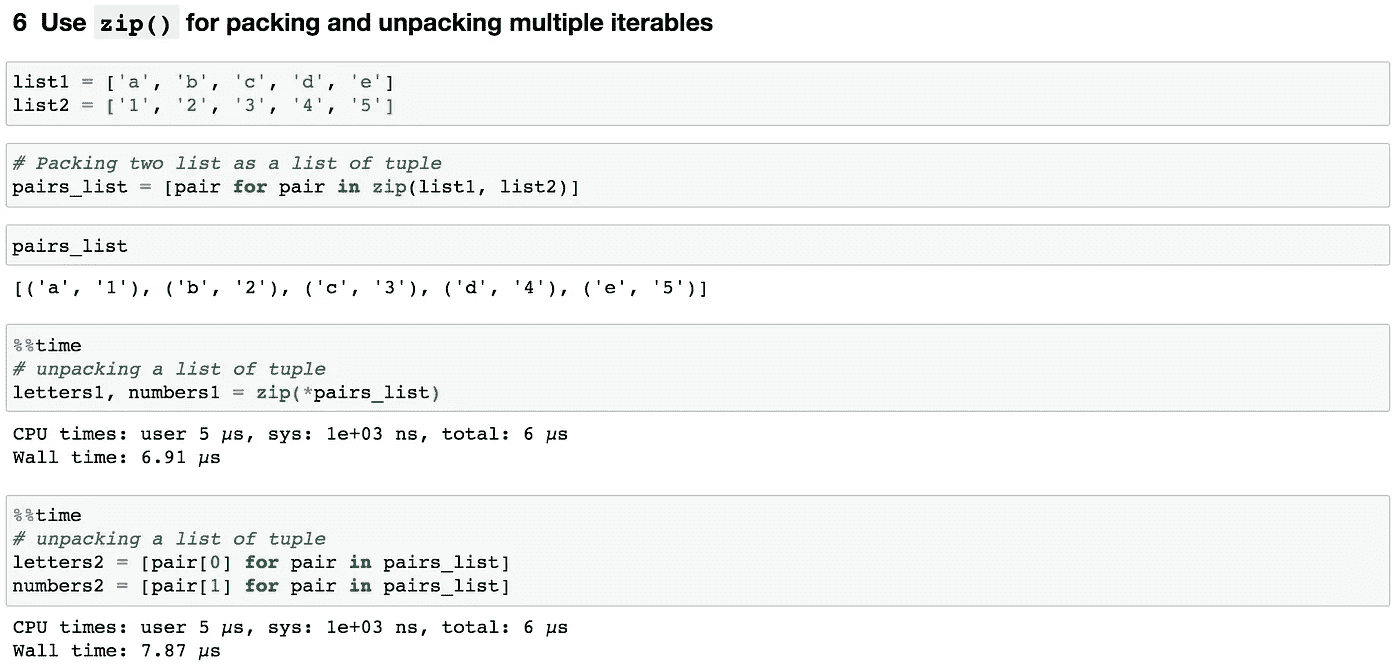 6 Use zip() for packing and unpacking multiple iterables
list1 = ['a', 'b', 'c', 'd', 'e']
list2 = ['1', '2', '3', '4', '5']
# Packing two list as a list of tuple
pairs_list = [pair for pair in zip(list1, list2)]
pairs_list
[('a', '1'), ('b', '2'), ('c', '3'), ('d', '4'), ('e', '5')]
%%time
# unpacking a list of tuple
letters1, numbers1 = zip(*pairs_list)
CPU times: user 5 µs, sys: 1e+03 ns, total: 6 µs
Wall time: 6.91 µs
%%time
# unpacking a list of tuple
letters2 = [pair[0] for pair in pairs_list]
numbers2 = [pair[1] for pair in pairs_list]
CPU times: user 5 µs, sys: 1e+03 ns, total: 6 µs
Wall time: 7.87 µs